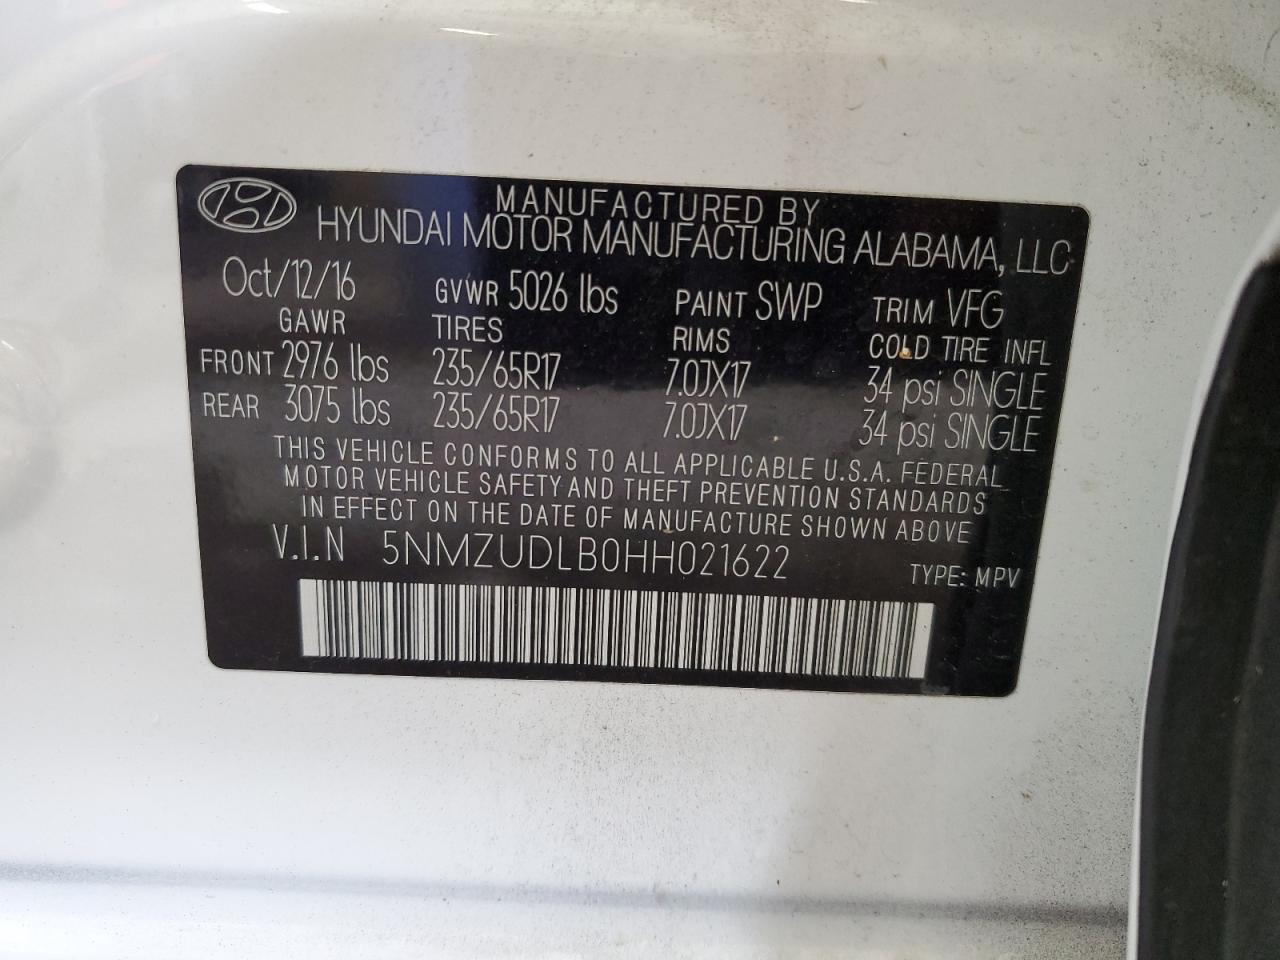 MANUFACTURED BY
HYUNDAI MOTOR MANUFACTURING ALABAMA, LLC
Oct/12/16 GVWR 5026 lbs PAINT SWP TRIM VFG
GAWR TIRES RIMS COLD TIRE INFL
FRONT 2976 lbs 235/65R17 7.0JX17 34 psi SINGLE
REAR 3075 lbs 235/65R17 7.0JX17 34 psi SINGLE
THIS VEHICLE CONFORMS TO ALL APPLICABLE U.S.A. FEDERAL
MOTOR VEHICLE SAFETY AND THEFT PREVENTION STANDARDS
IN EFFECT ON THE DATE OF MANUFACTURE SHOWN ABOVE
V.I.N 5NMZUDLB0HH021622 TYPE: MPV